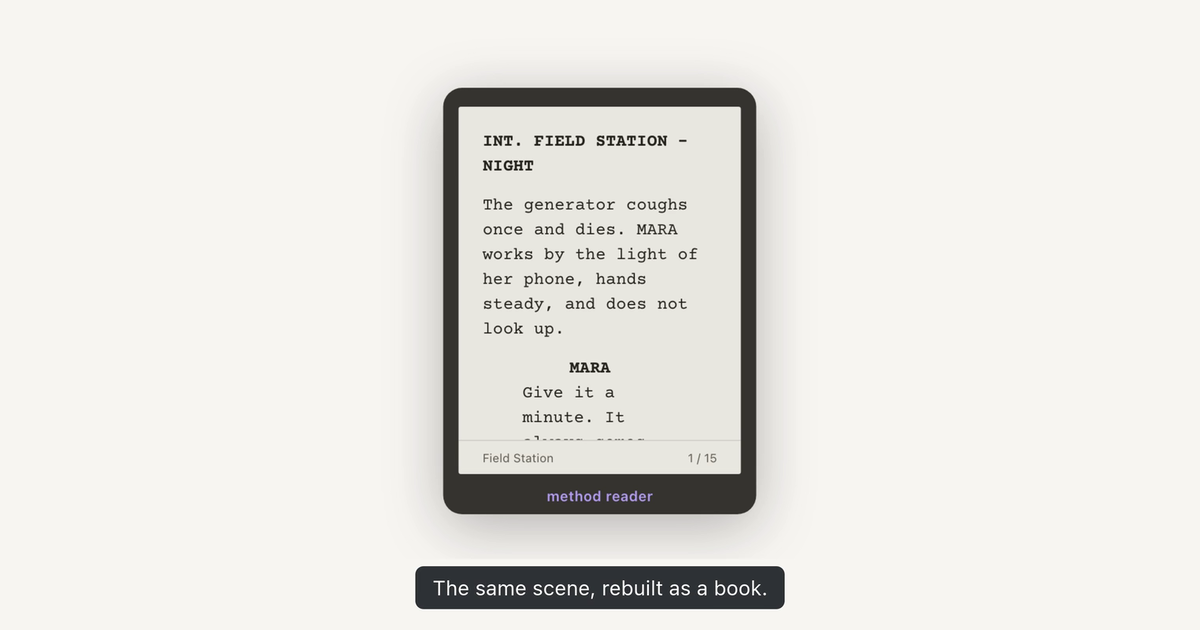 INT. FIELD STATION –
NIGHT
The generator coughs
once and dies. MARA
works by the light of
her phone, hands
steady, and does not
look up.
MARA
Give it a
minute. It
Field Station
1 / 15
method reader
The same scene, rebuilt as a book.